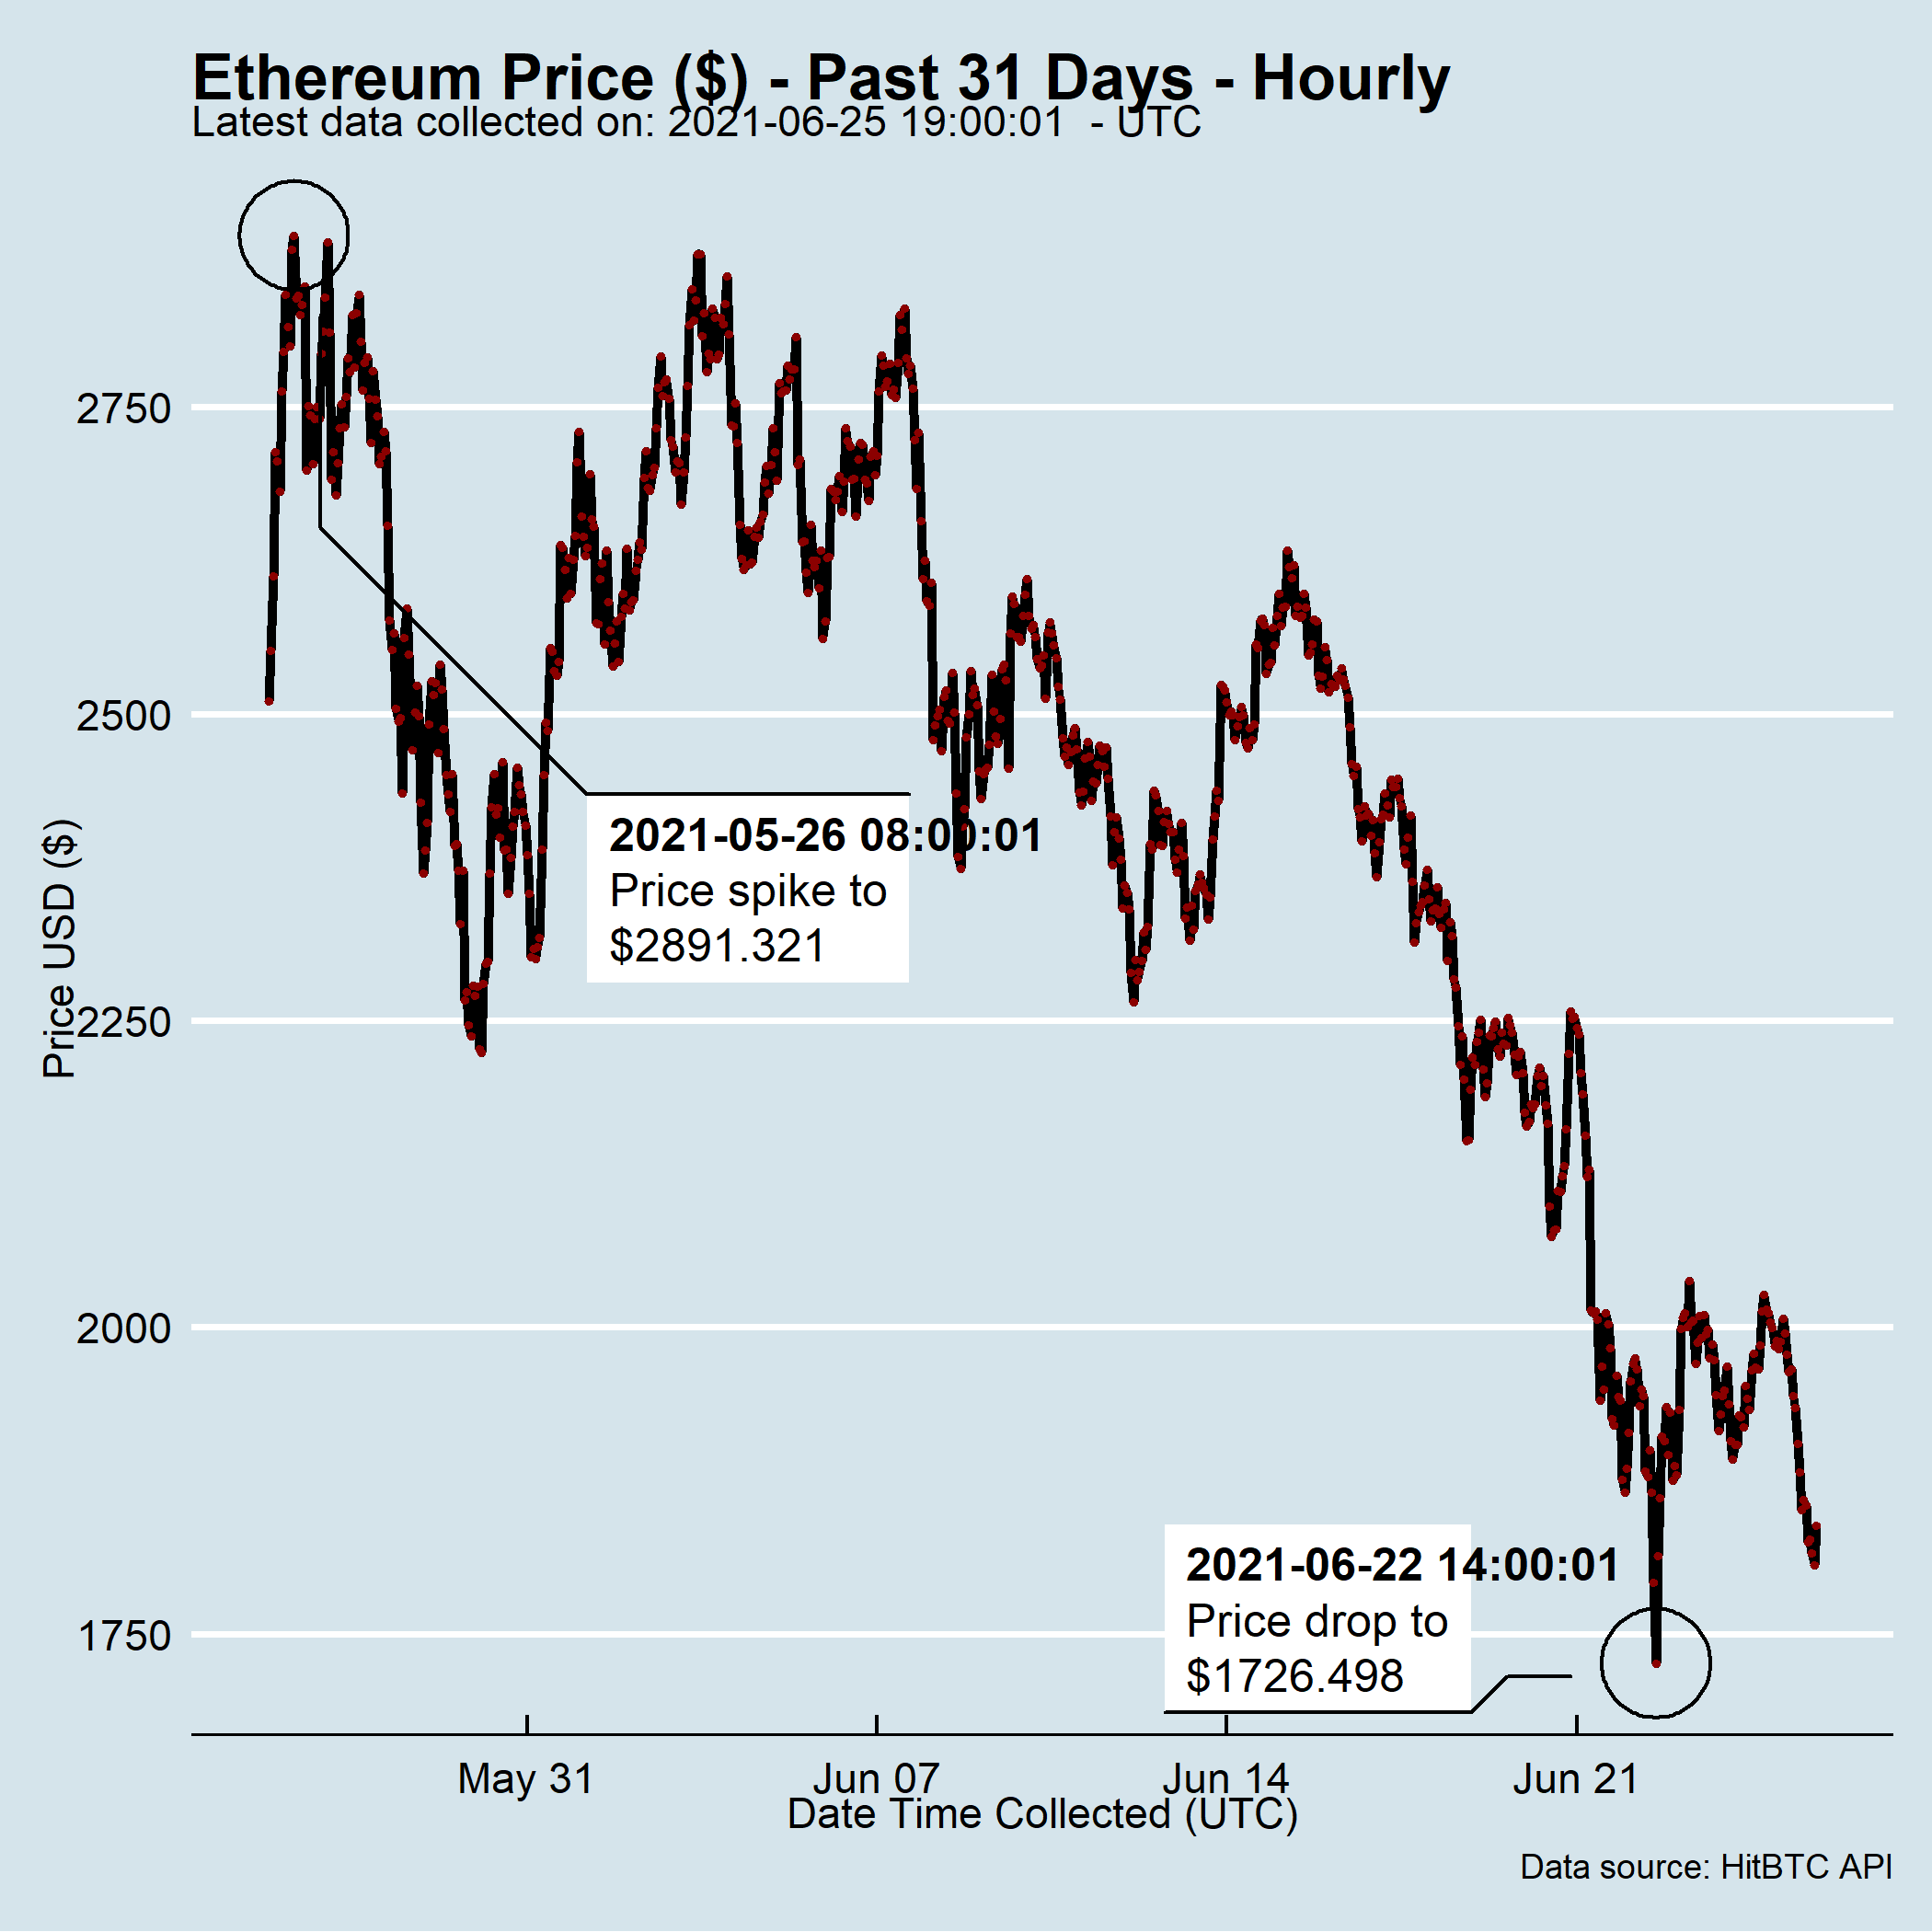 Ethereum Price ($) - Past 31 Days - Hourly
Latest data collected on: 2021-06-25 19:00:01  - UTC
Price USD ($)
2750
2500
2250
2000
1750
2021-05-26 08:00:01
Price spike to
$2891.321
2021-06-22 14:00:01
Price drop to
$1726.498
May 31
Jun 07
Jun 14
Jun 21
Date Time Collected (UTC)
Data source: HitBTC API